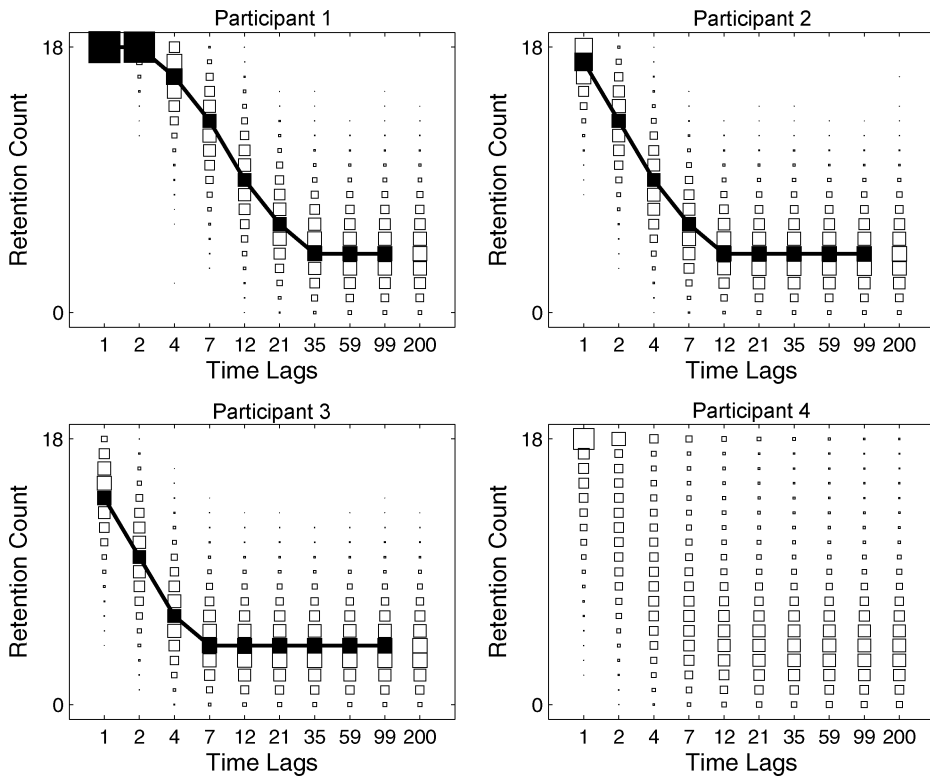 Participant 1
18
Retention Count
0
1 2 4 7 12 21 35 59 99 200
Time Lags
Participant 2
18
Retention Count
0
1 2 4 7 12 21 35 59 99 200
Time Lags
Participant 3
18
Retention Count
0
1 2 4 7 12 21 35 59 99 200
Time Lags
Participant 4
18
Retention Count
0
1 2 4 7 12 21 35 59 99 200
Time Lags